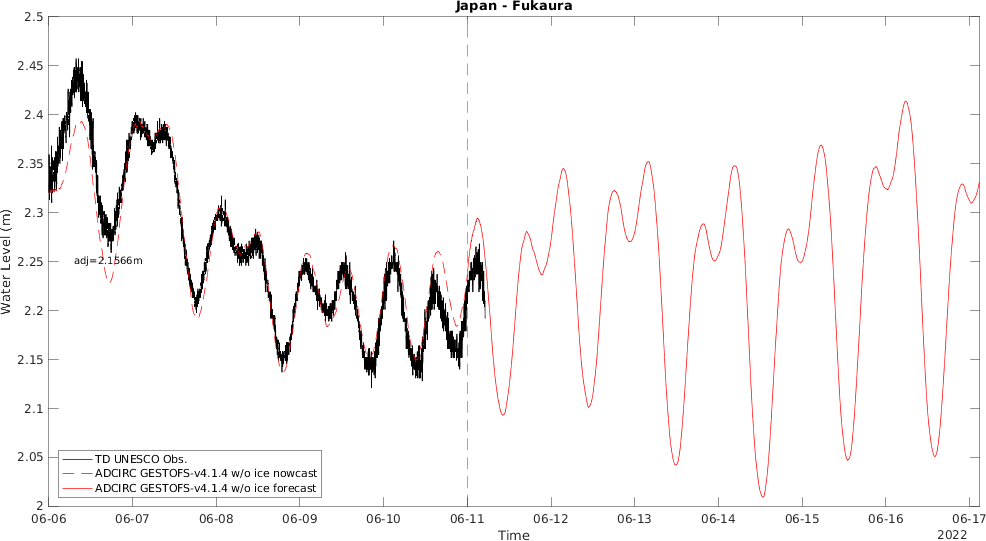 Japan - Fukaura
2.5
2.45
2.4
2.35
2.3
2.25
2.2
2.15
2.1
2.05
2
Water Level (m)
adj=2.1566m
TD UNESCO Obs.
ADCIRC GESTOFS-v4.1.4 w/o ice nowcast
ADCIRC GESTOFS-v4.1.4 w/o ice forecast
06-06 06-07 06-08 06-09 06-10 06-11 06-12 06-13 06-14 06-15 06-16 06-17
Time
2022